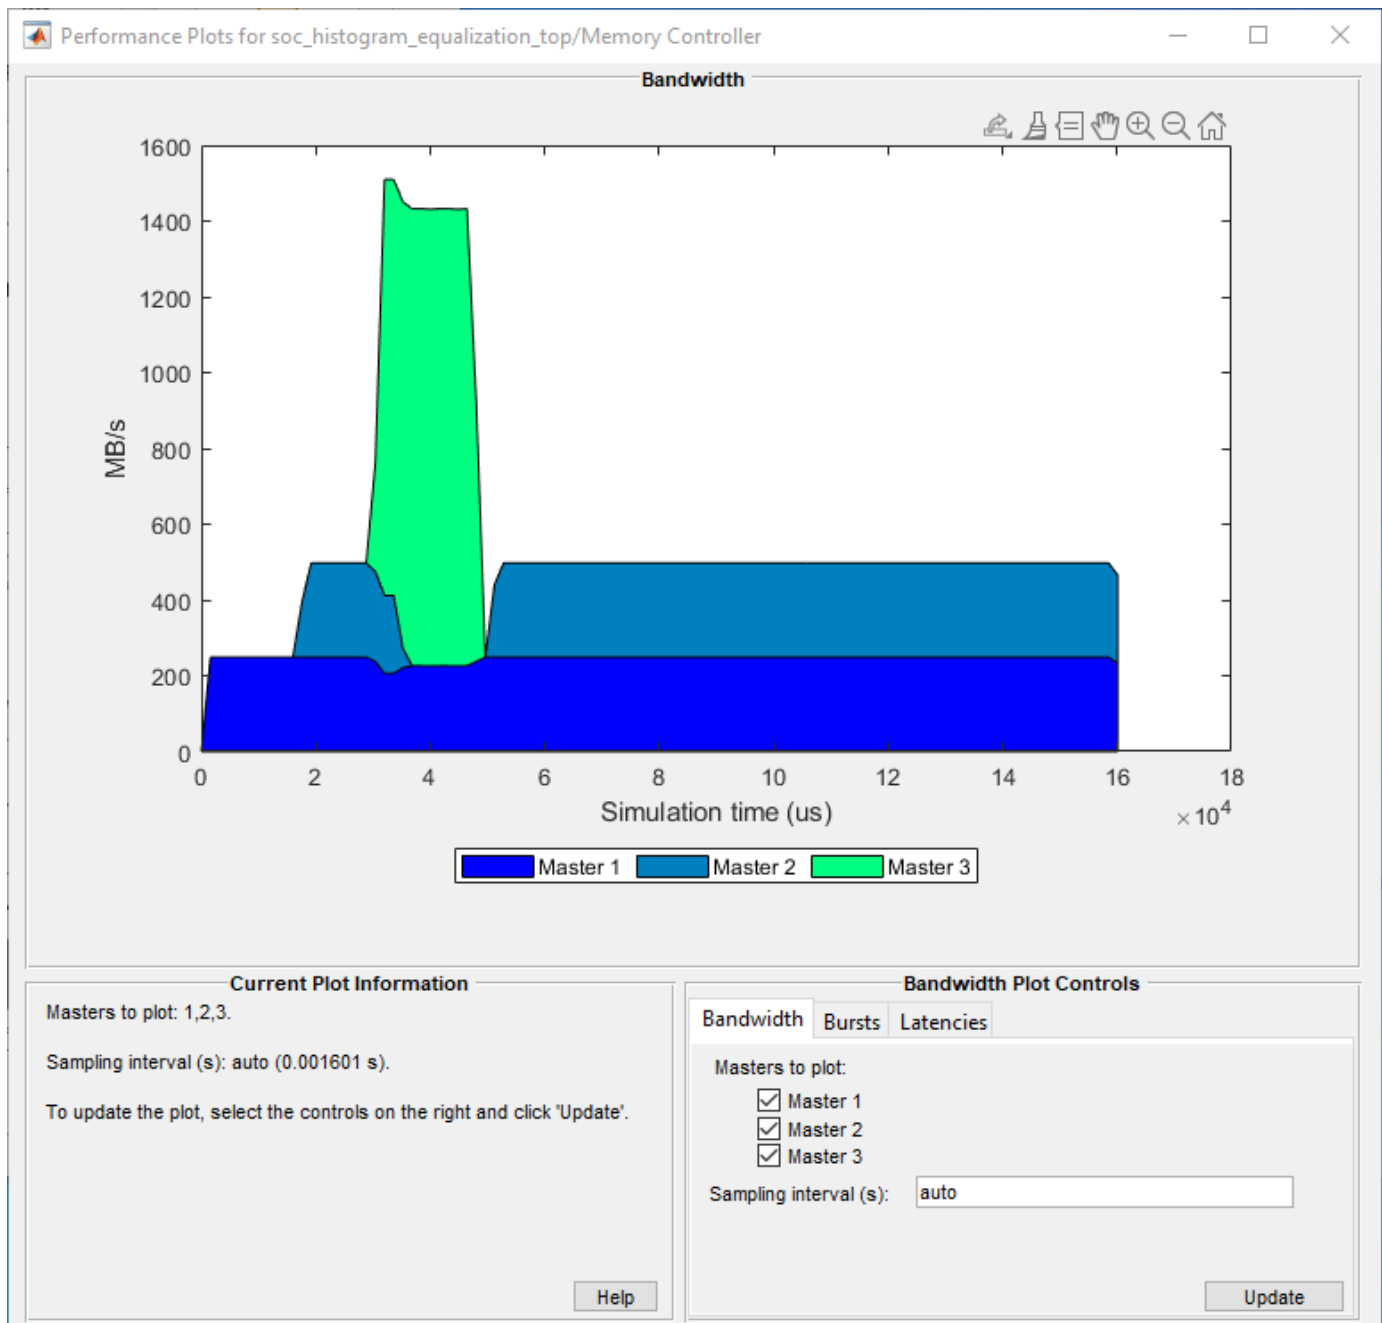 Performance Plots for soc_histogram_equalization_top/Memory Controller
Bandwidth
1600
1400
1200
1000
800
600
400
200
0
MB/s
0 2 4 6 8 10 12 14 16 18
Simulation time (us)
×10^4
Master 1 Master 2 Master 3
Current Plot Information
Masters to plot: 1,2,3.
Sampling interval (s): auto (0.001601 s).
To update the plot, select the controls on the right and click 'Update'.
Help
Bandwidth Plot Controls
Bandwidth Bursts Latencies
Masters to plot:
Master 1
Master 2
Master 3
Sampling interval (s): auto
Update